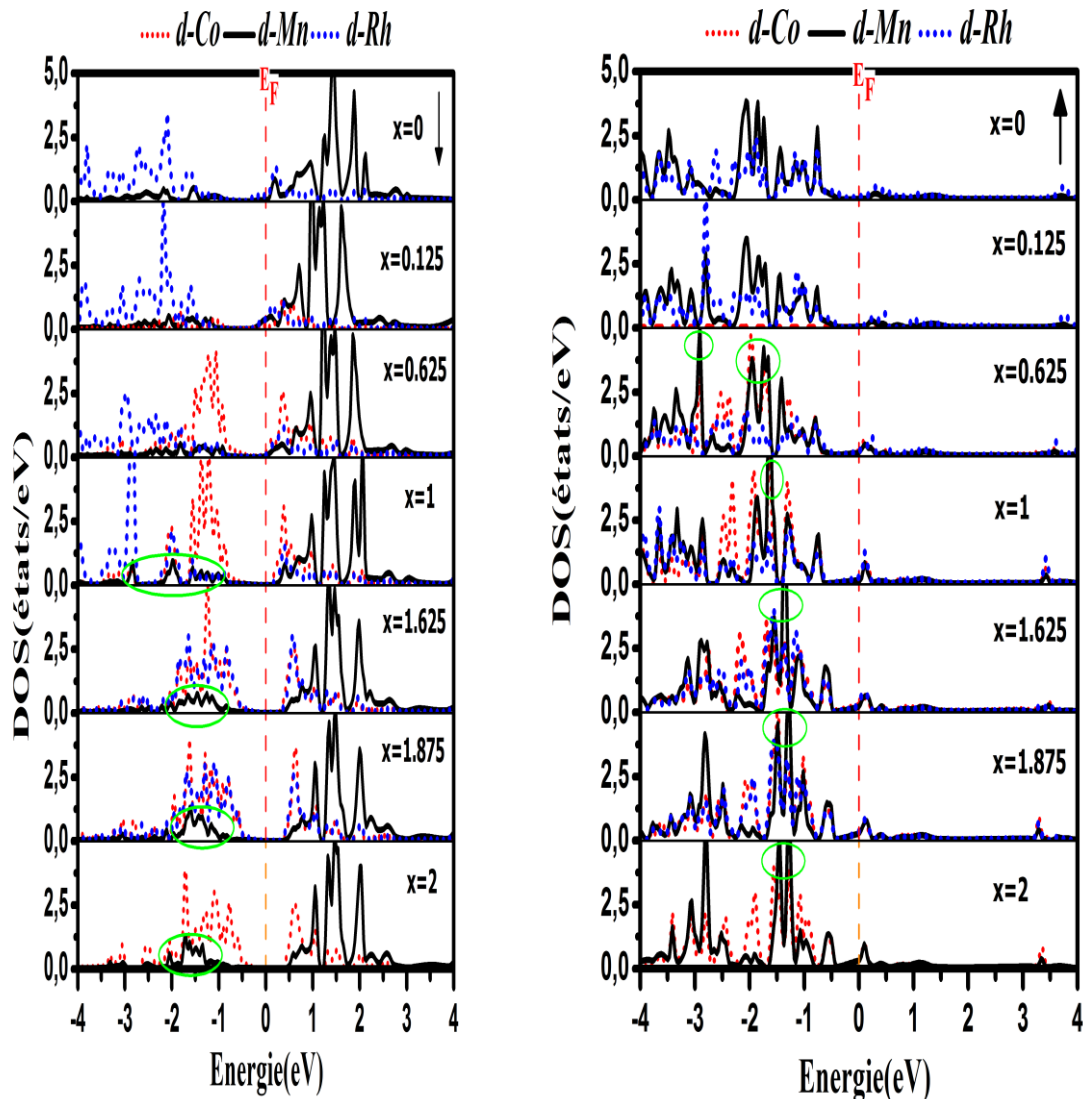 d-Co d-Mn d-Rh
DOS(états/eV)
5,0
2,5
0,0
2,5
0,0
2,5
0,0
2,5
0,0
2,5
0,0
2,5
0,0
2,5
0,0
EF
x=0
x=0.125
x=0.625
x=1
x=1.625
x=1.875
x=2
-4 -3 -2 -1 0 1 2 3 4
Energie(eV)
d-Co d-Mn d-Rh
DOS(états/eV)
5,0
2,5
0,0
2,5
0,0
2,5
0,0
2,5
0,0
2,5
0,0
2,5
0,0
2,5
0,0
EF
x=0
x=0.125
x=0.625
x=1
x=1.625
x=1.875
x=2
-4 -3 -2 -1 0 1 2 3 4
Energie(eV)